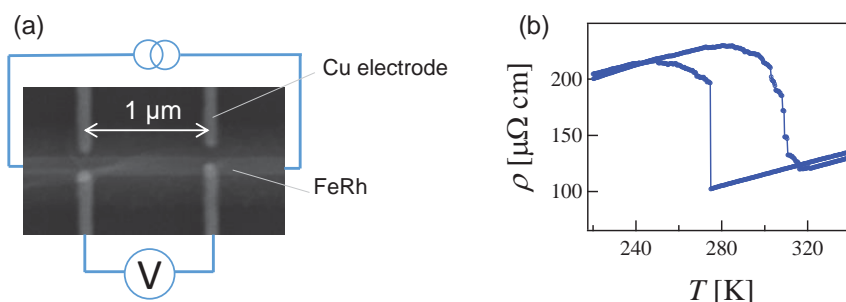 (a)
Cu electrode
1 μm
FeRh
V
(b)
200
150
100
ρ [μΩ cm]
240
280
320
T [K]